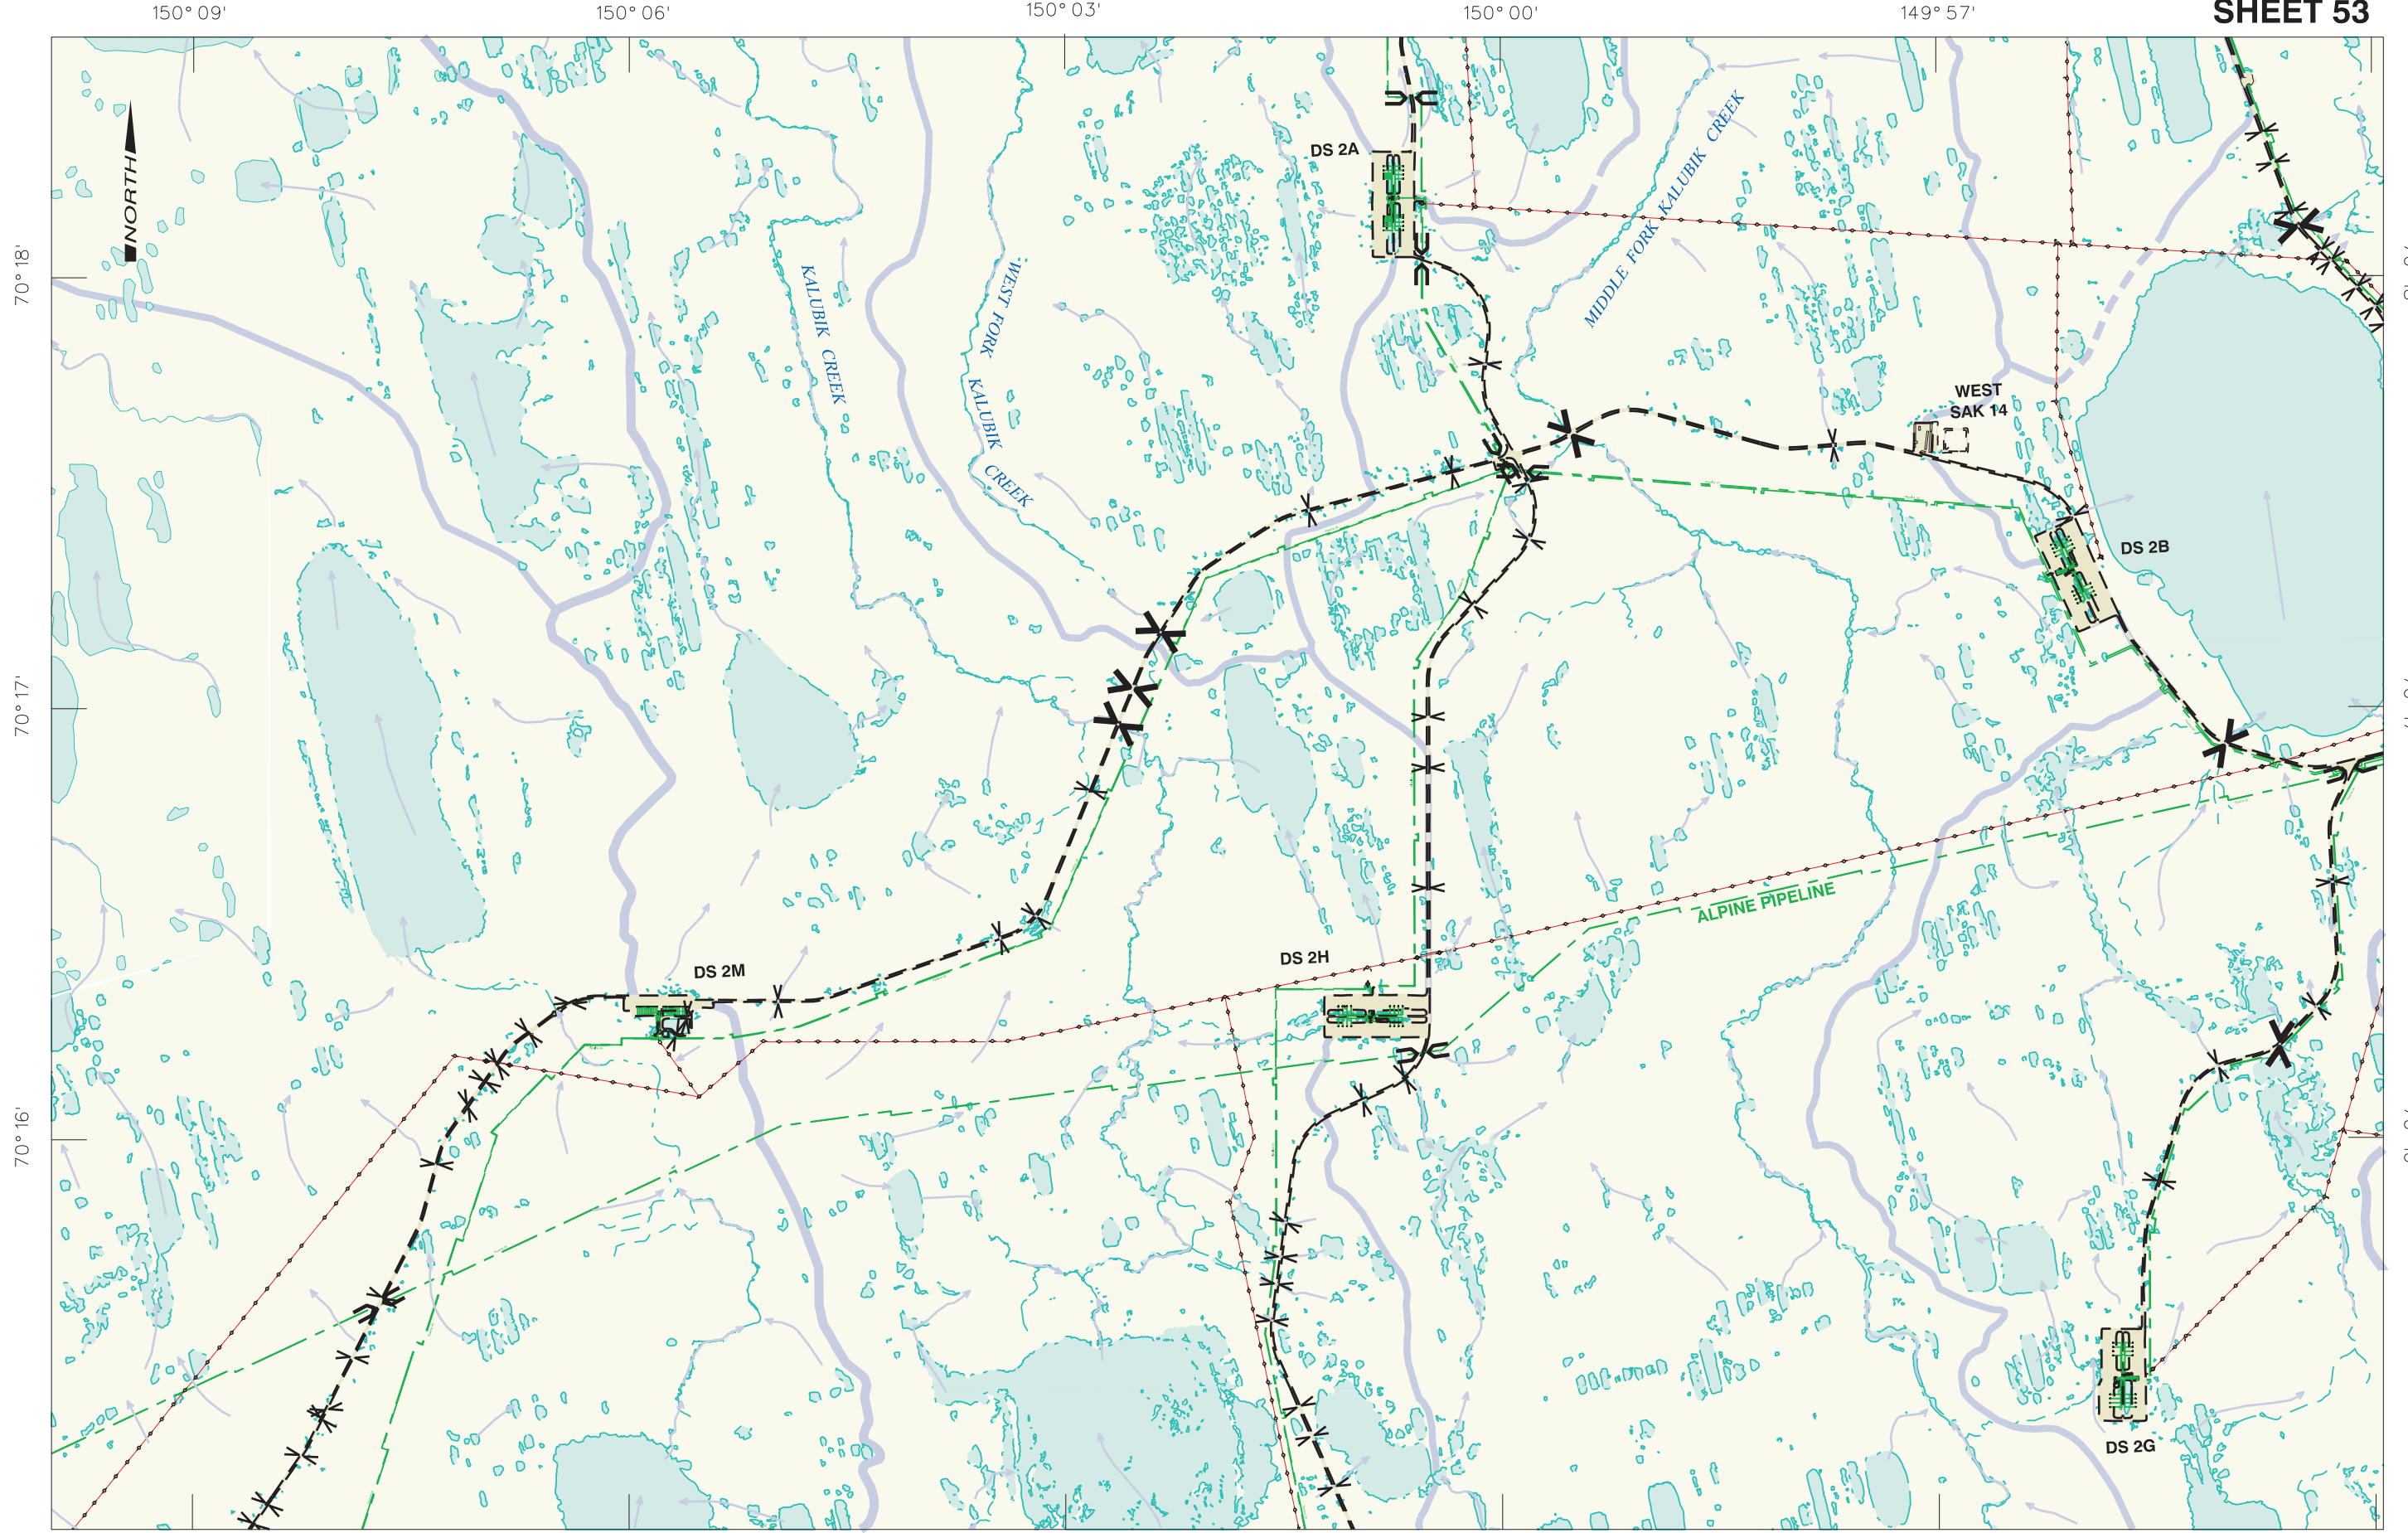 SHEET 53
150° 09'
150° 06'
150° 03'
150° 00'
149° 57'
NORTH
70° 18'
70° 17'
70° 16'
DS 2A
MIDDLE FORK KALUBIK CREEK
KALUBIK CREEK
WEST FORK
KALUBIK CREEK
WEST
SAK 14
DS 2B
ALPINE PIPELINE
DS 2H
DS 2M
DS 2G